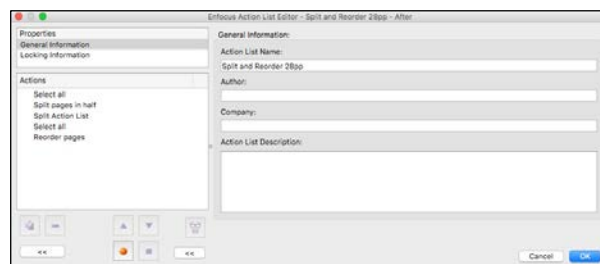 Enfocus Action List Editor - Split and Reorder 28pp - After
Properties
General Information
Locking Information
Actions
Select all
Split pages in half
Split Action List
Select all
Reorder pages
<<
<<
General Information:
Action List Name:
Split and Reorder 28pp
Author:
Company:
Action List Description:
Cancel
OK